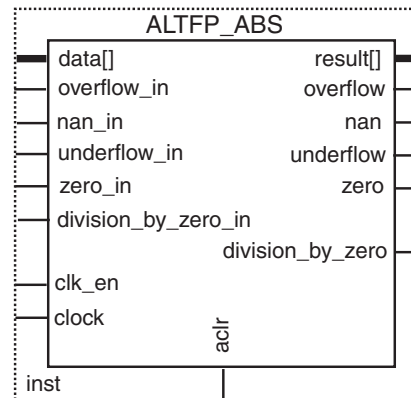 ALTFP_ABS
data[]
result[]
overflow_in
overflow
nan_in
nan
underflow_in
underflow
zero_in
zero
division_by_zero_in
division_by_zero
clk_en
clock
aclr
inst